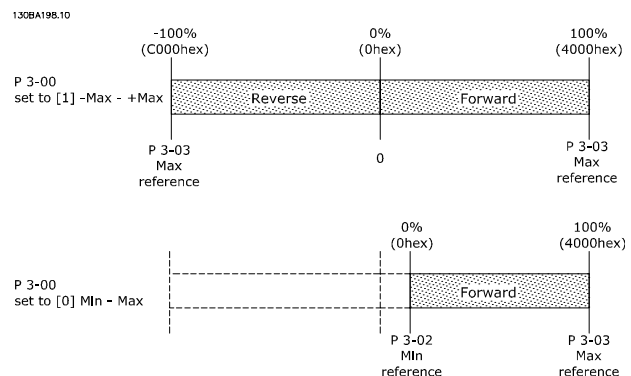 130BA198.10
-100%
(C000hex)
0%
(0hex)
100%
(4000hex)
P 3-00
set to [1] -Max - +Max
Reverse
Forward
P 3-03
Max
reference
0
P 3-03
Max
reference
0%
(0hex)
100%
(4000hex)
P 3-00
set to [0] MIn - Max
Forward
P 3-02
MIn
reference
P 3-03
Max
reference